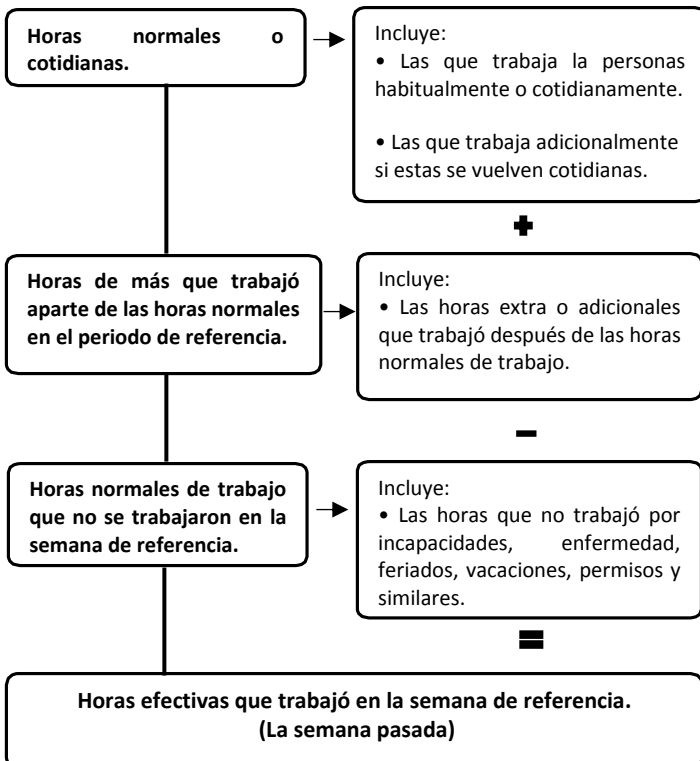 Horas normales o
cotidianas.
Incluye:
• Las que trabaja la personas
habitualmente o cotidianamente.
• Las que trabaja adicionalmente
si estas se vuelven cotidianas.
+
Horas de más que trabajó
aparte de las horas normales
en el periodo de referencia.
Incluye:
• Las horas extra o adicionales
que trabajó después de las horas
normales de trabajo.
-
Horas normales de trabajo
que no se trabajaron en la
semana de referencia.
Incluye:
• Las horas que no trabajó por
incapacidades, enfermedad,
feriados, vacaciones, permisos y
similares.
=
Horas efectivas que trabajó en la semana de referencia.
(La semana pasada)